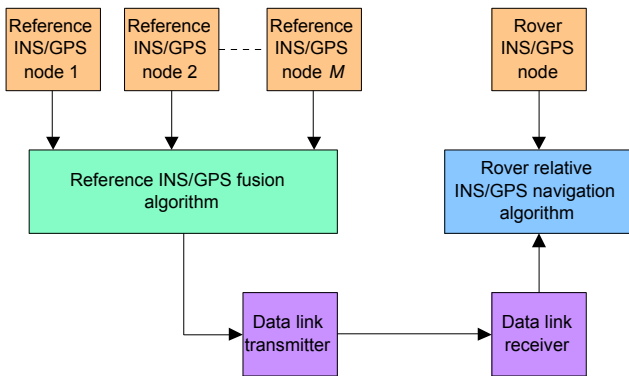 Reference
INS/GPS
node 1
Reference
INS/GPS
node 2
Reference
INS/GPS
node M
Rover
INS/GPS
node
Reference INS/GPS fusion
algorithm
Rover relative
INS/GPS navigation
algorithm
Data link
transmitter
Data link
receiver